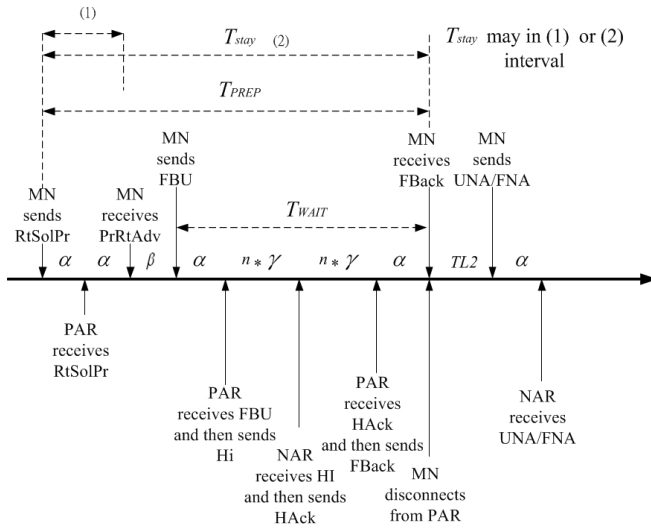 (1)
T_stay (2)
T_stay may in (1) or (2)
interval
T_PREP
MN
sends
FBU
MN
receives
FBack
MN
sends
UNA/FNA
MN
sends
RtSolPr
MN
receives
PrRtAdv
T_WAIT
α α β α n * γ n * γ α TL2 α
PAR
receives
RtSolPr
PAR
receives FBU
and then sends
Hi
NAR
receives HI
and then sends
HAck
PAR
receives
HAck
and then sends
FBack
MN
disconnects
from PAR
NAR
receives
UNA/FNA